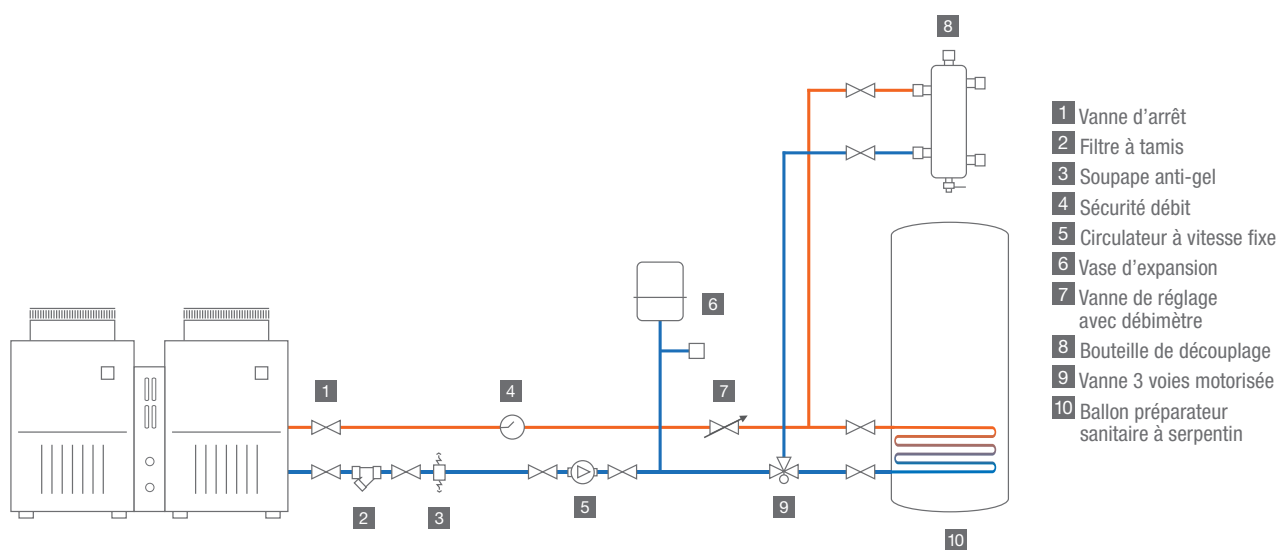 8
1 Vanne d'arrêt
2 Filtre à tamis
3 Soupape anti-gel
4 Sécurité débit
5 Circulateur à vitesse fixe
6 Vase d'expansion
7 Vanne de réglage
avec débimètre
8 Bouteille de découplage
9 Vanne 3 voies motorisée
10 Ballon préparateur
sanitaire à serpentin
6
1
4
7
2
3
5
9
10